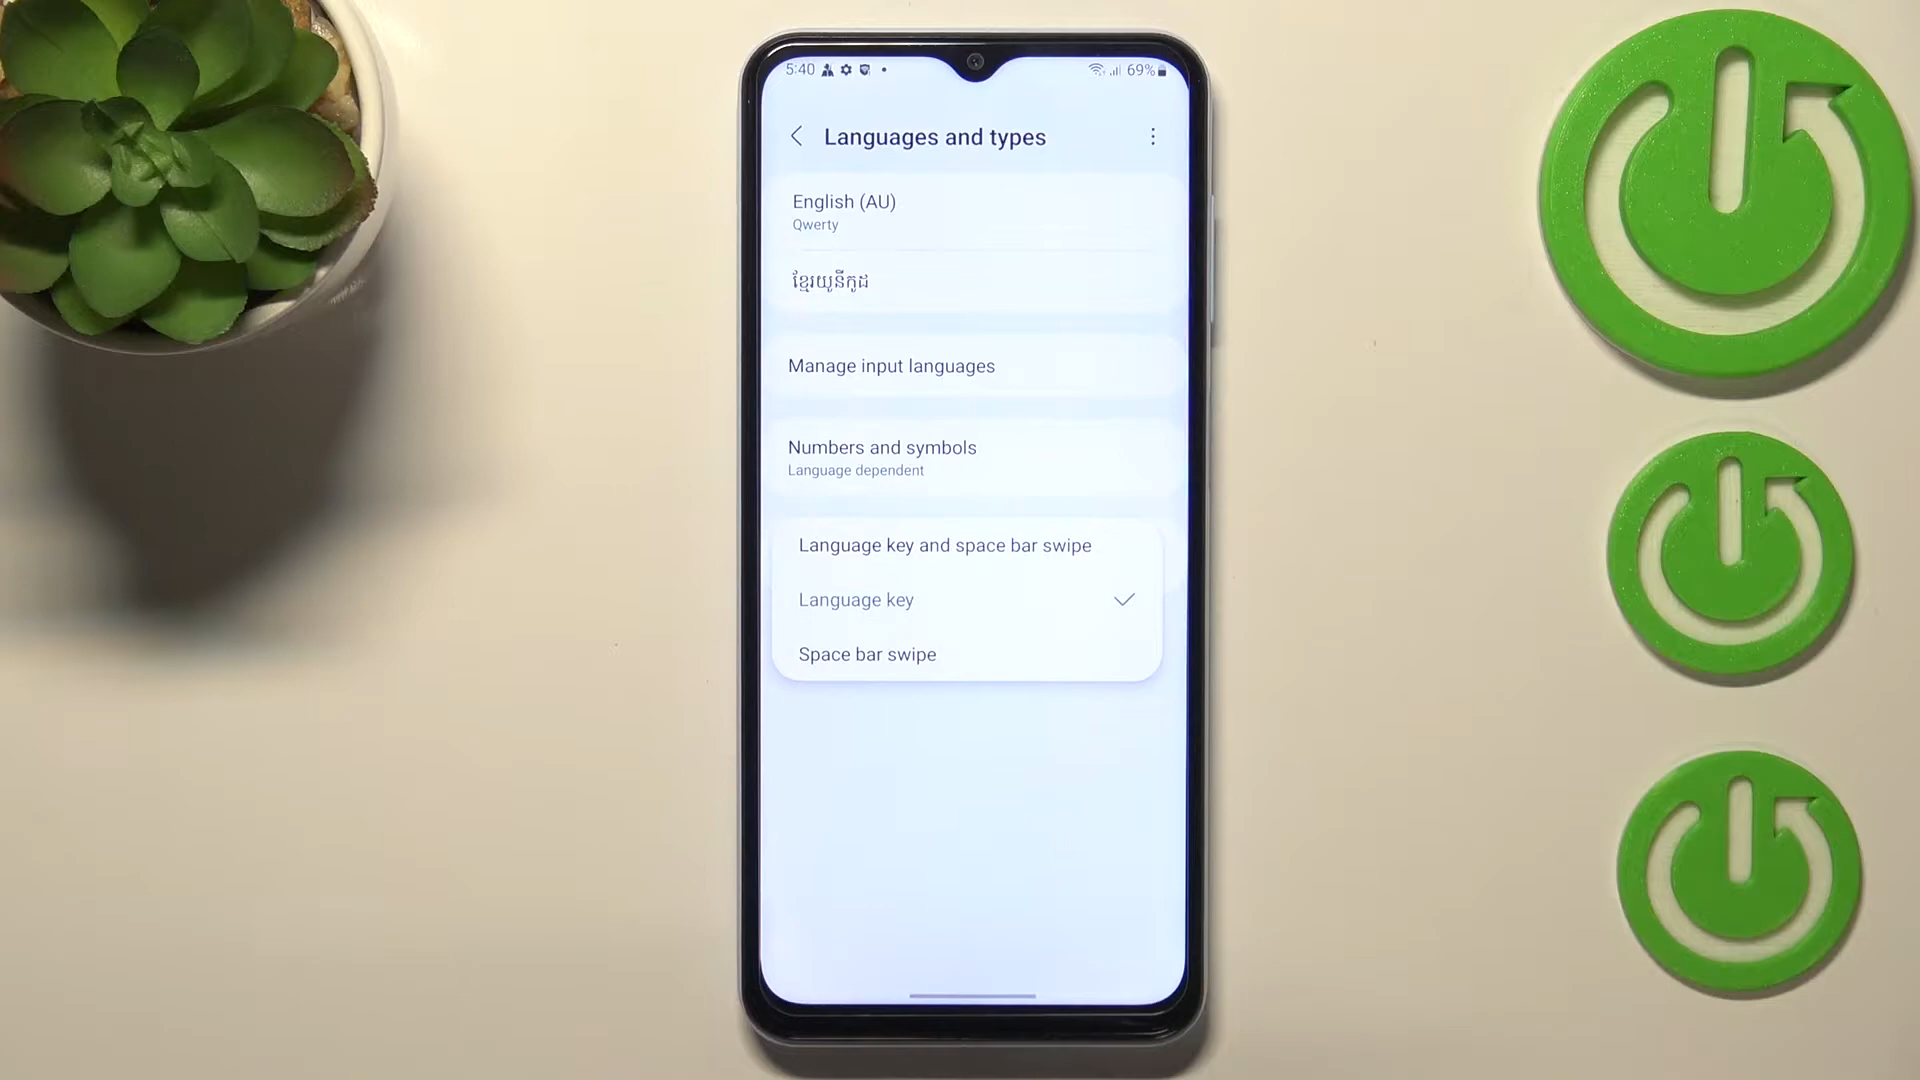 5:40 69%
Languages and types
English (AU)
Qwerty
ខ្មែរយូនីកូដ
Manage input languages
Numbers and symbols
Language dependent
Language key and space bar swipe
Language key
Space bar swipe